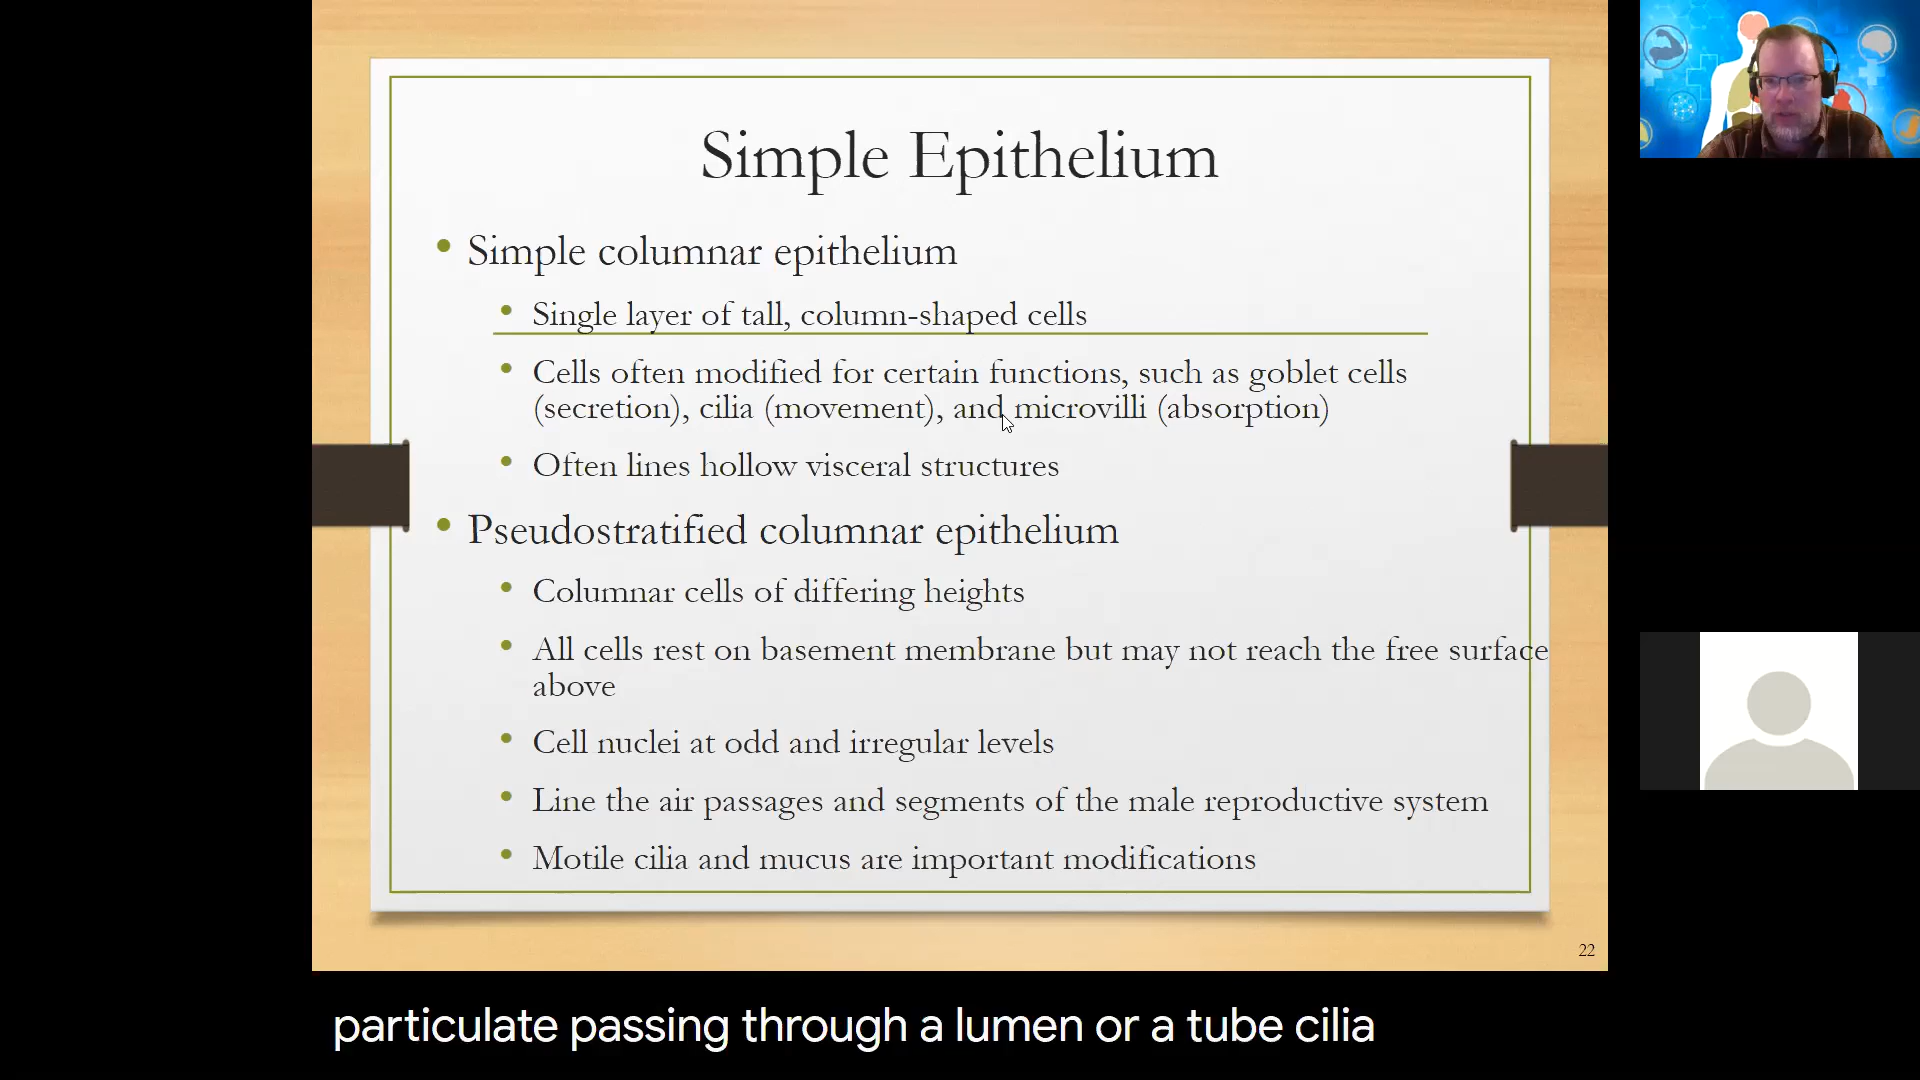 Simple Epithelium
• Simple columnar epithelium
• Single layer of tall, column-shaped cells
• Cells often modified for certain functions, such as goblet cells
(secretion), cilia (movement), and microvilli (absorption)
• Often lines hollow visceral structures
• Pseudostratified columnar epithelium
• Columnar cells of differing heights
• All cells rest on basement membrane but may not reach the free surface
above
• Cell nuclei at odd and irregular levels
• Line the air passages and segments of the male reproductive system
• Motile cilia and mucus are important modifications
22
particulate passing through a lumen or a tube cilia